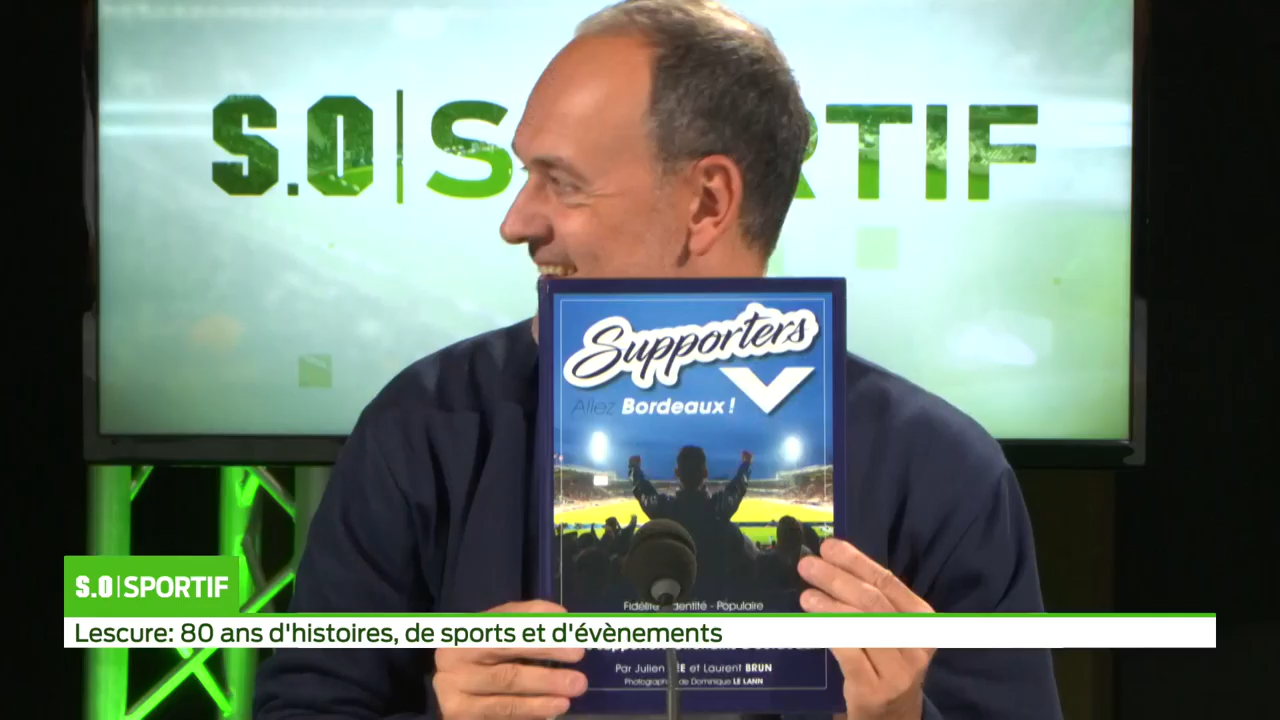 S.O | SPORTIF
Supporters
Allez Bordeaux !
Fidélité
Populaire
S.O | SPORTIF
Lescure: 80 ans d'histoires, de sports et d'évènements
Par Julien et Laurent BRUN
de Dominique LE LANN